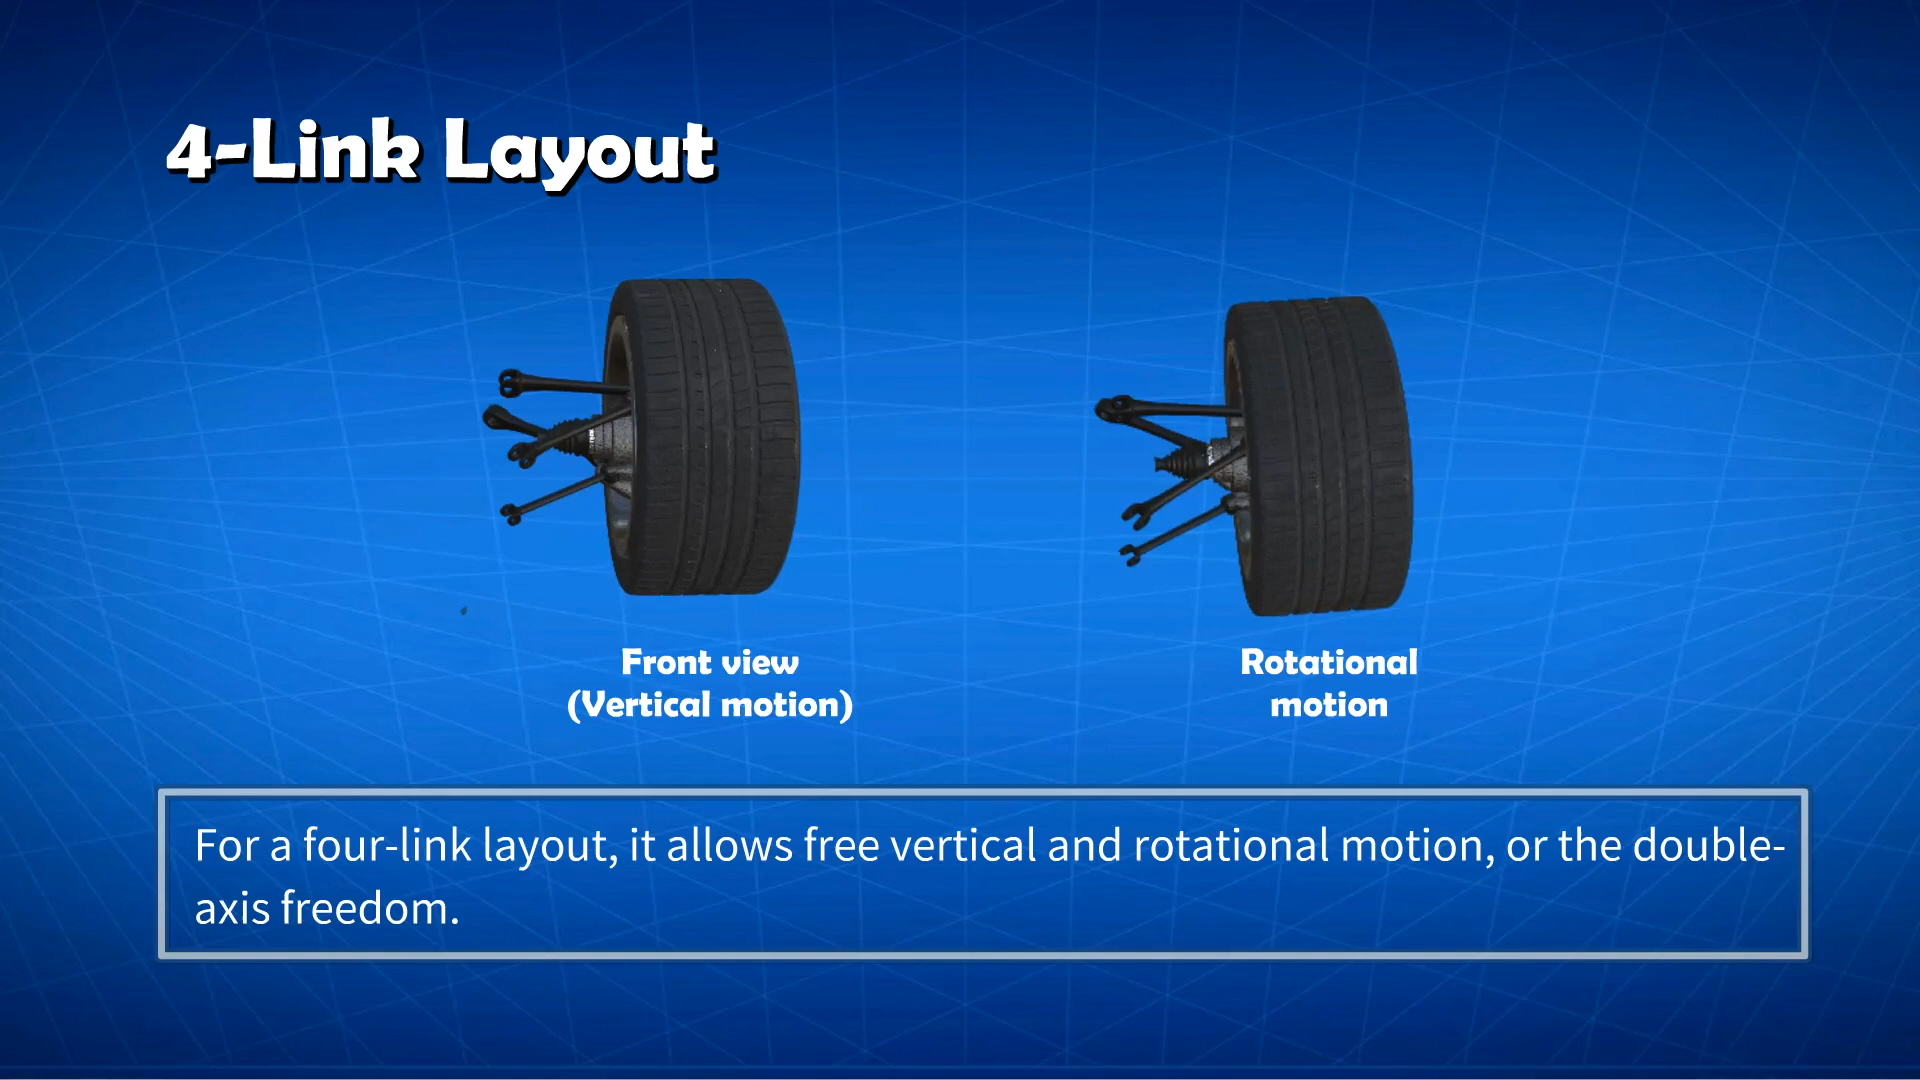 4-Link Layout
Front view
(Vertical motion)
Rotational
motion
For a four-link layout, it allows free vertical and rotational motion, or the double-
axis freedom.